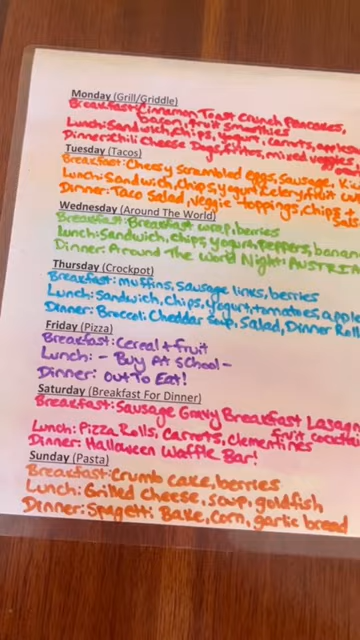 Monday (Grill/Griddle)
Breakfast: Cinnamon Toast Crunch Pancakes,
bacon, fruit smoothies
Lunch: Sandwich, chips, yogurt, carrots, apples
Dinner: Chili Cheese Dogs, Fritos, mixed veggies,
Tuesday (Tacos)
Breakfast: Cheesy Scrambled eggs, Sausage, Ki
Lunch: Sandwich, Chips, yogurt, celery, fruit
Dinner: Taco Salad, veggie toppings, chips +
Sals
Wednesday (Around The World)
Breakfast: Breakfast wrap, berries
Lunch: Sandwich, chips, yogurt, peppers, banan
Dinner: Around The World Night: AUSTRI
Thursday (Crockpot)
Breakfast: muffins, sausage links, berries
Lunch: Sandwich, chips, yogurt, tomatoes, apple
Dinner: Broccoli Cheddar Soup, Salad, Dinner Roll
Friday (Pizza)
Breakfast: Cereal + fruit
Lunch: - Buy At School -
Dinner: Out To Eat!
Saturday (Breakfast For Dinner)
Breakfast: Sausage Gravy Breakfast Lasagn
fruit cocktai
Lunch: Pizza Rolls, Carrots, clementines
Dinner: Halloween Waffle Bar!
Sunday (Pasta)
Breakfast: Crumb cake, berries
Lunch: Grilled cheese, soup, goldfish
Dinner: Spagetti Bake, Corn, garlic bread